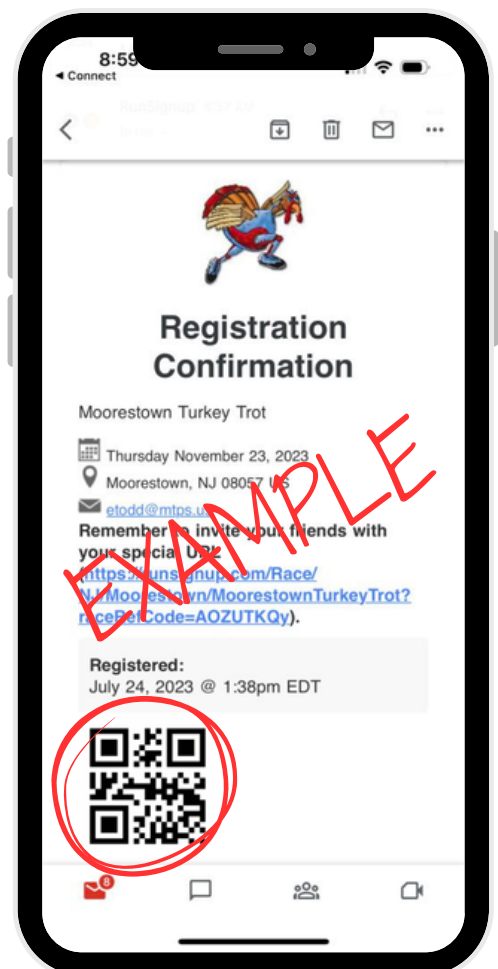 8:59
Connect
Registration
Confirmation
Moorestown Turkey Trot
Thursday November 23, 2023
Moorestown, NJ 08057 US
etodd@mtps.us
Remember to invite your friends with
your special URL
(https://runsignup.com/Race/
NJ/Moorestown/MoorestownTurkeyTrot?
raceRefCode=AOZUTKQy).
EXAMPLE
Registered:
July 24, 2023 @ 1:38pm EDT
8